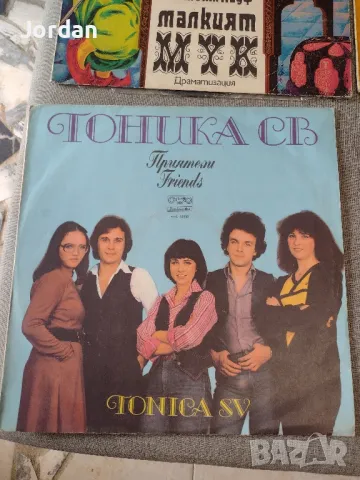 Jordan
малкият
МУК
Драматизация
ТОНИКА СВ
Приятели
Friends
TONICA SV
BAZAR